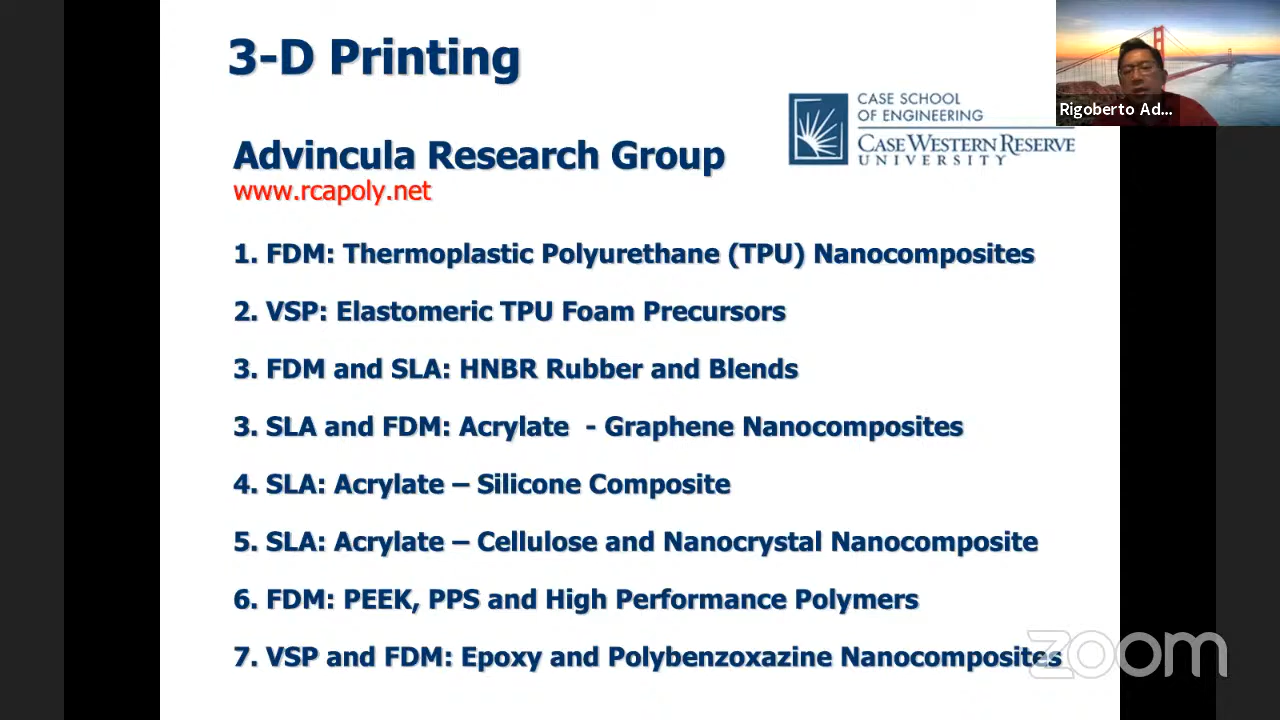 3-D Printing
CASE SCHOOL
OF ENGINEERING
CASE WESTERN RESERVE
UNIVERSITY
Rigoberto Ad...
Advincula Research Group
www.rcapoly.net
1. FDM: Thermoplastic Polyurethane (TPU) Nanocomposites
2. VSP: Elastomeric TPU Foam Precursors
3. FDM and SLA: HNBR Rubber and Blends
3. SLA and FDM: Acrylate - Graphene Nanocomposites
4. SLA: Acrylate – Silicone Composite
5. SLA: Acrylate – Cellulose and Nanocrystal Nanocomposite
6. FDM: PEEK, PPS and High Performance Polymers
7. VSP and FDM: Epoxy and Polybenzoxazine Nanocomposites
zoom